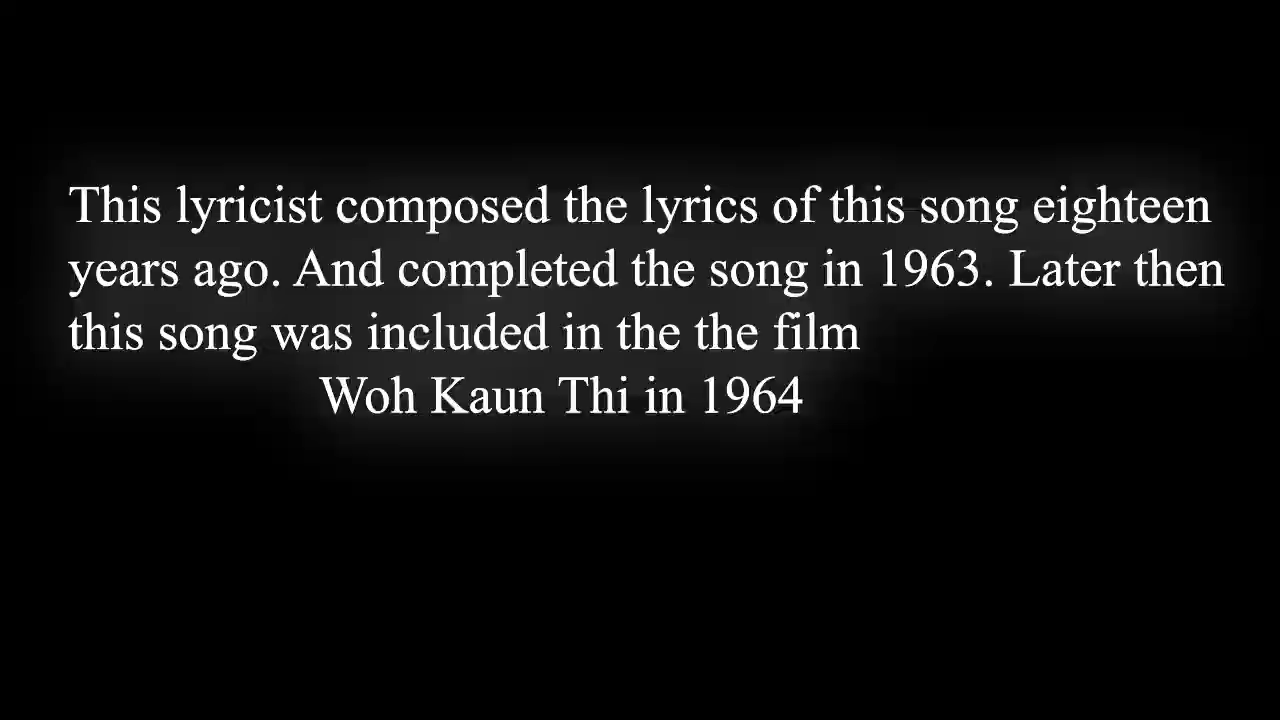 This lyricist composed the lyrics of this song eighteen
years ago. And completed the song in 1963. Later then
this song was included in the the film
Woh Kaun Thi in 1964